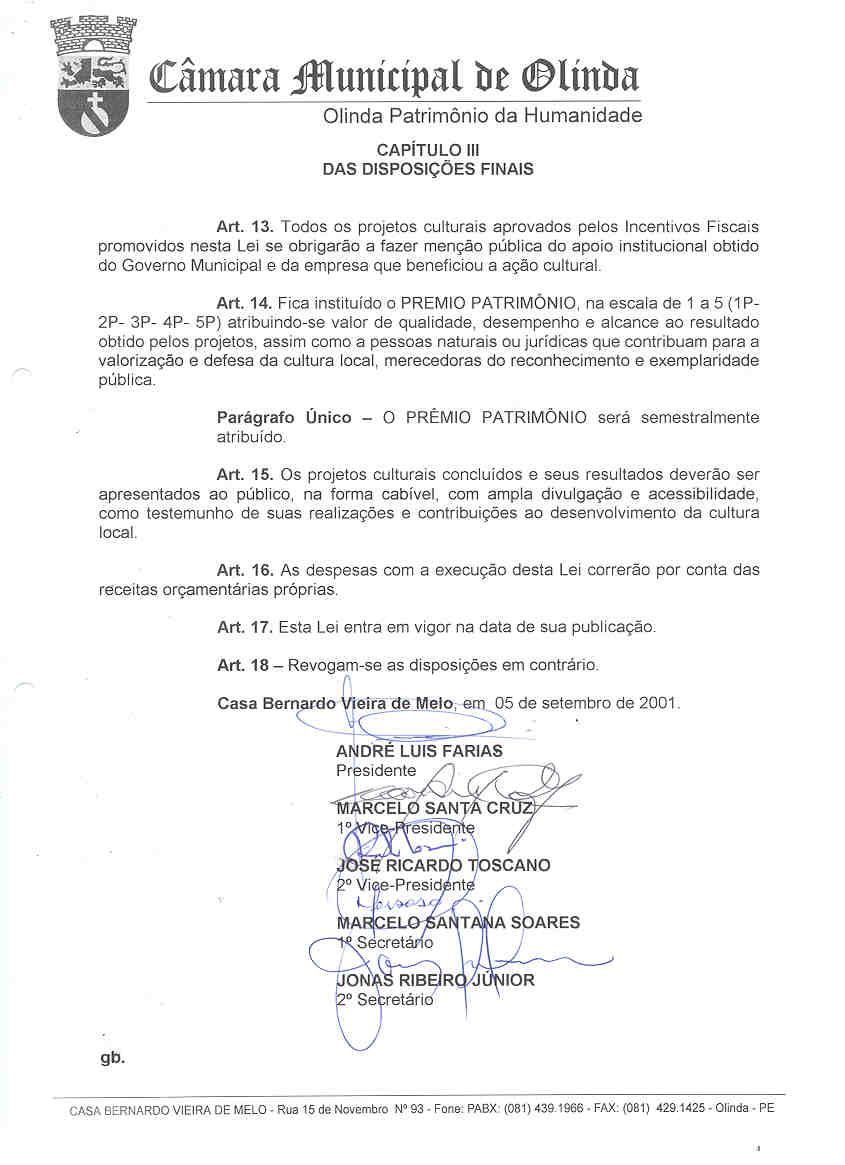 Câmara Municipal de Olinda
Olinda Patrimônio da Humanidade
CAPÍTULO III
DAS DISPOSIÇÕES FINAIS
Art. 13. Todos os projetos culturais aprovados pelos Incentivos Fiscais
promovidos nesta Lei se obrigarão a fazer menção pública do apoio institucional obtido
do Governo Municipal e da empresa que beneficiou a ação cultural.
Art. 14. Fica instituído o PREMIO PATRIMÔNIO, na escala de 1 a 5 (1P-
2P- 3P- 4P- 5P) atribuindo-se valor de qualidade, desempenho e alcance ao resultado
obtido pelos projetos, assim como a pessoas naturais ou jurídicas que contribuam para a
valorização e defesa da cultura local, merecedoras do reconhecimento e exemplaridade
pública.
Parágrafo Único – O PRÊMIO PATRIMÔNIO será semestralmente
atribuído.
Art. 15. Os projetos culturais concluídos e seus resultados deverão ser
apresentados ao público, na forma cabível, com ampla divulgação e acessibilidade,
como testemunho de suas realizações e contribuições ao desenvolvimento da cultura
local.
Art. 16. As despesas com a execução desta Lei correrão por conta das
receitas orçamentárias próprias.
Art. 17. Esta Lei entra em vigor na data de sua publicação.
Art. 18 – Revogam-se as disposições em contrário.
Casa Bernardo Vieira de Melo, em 05 de setembro de 2001.
ANDRÉ LUIS FARIAS
Presidente
MARCELO SANTA CRUZ
1º Vice-Presidente
JOSÉ RICARDO TOSCANO
2º Vice-Presidente
MARCELO SANTANA SOARES
1º Secretário
JONAS RIBEIRO JÚNIOR
2º Secretário
gb.
CASA BERNARDO VIEIRA DE MELO - Rua 15 de Novembro Nº 93 - Fone: PABX: (081) 439.1966 - FAX: (081) 429.1425 - Olinda - PE